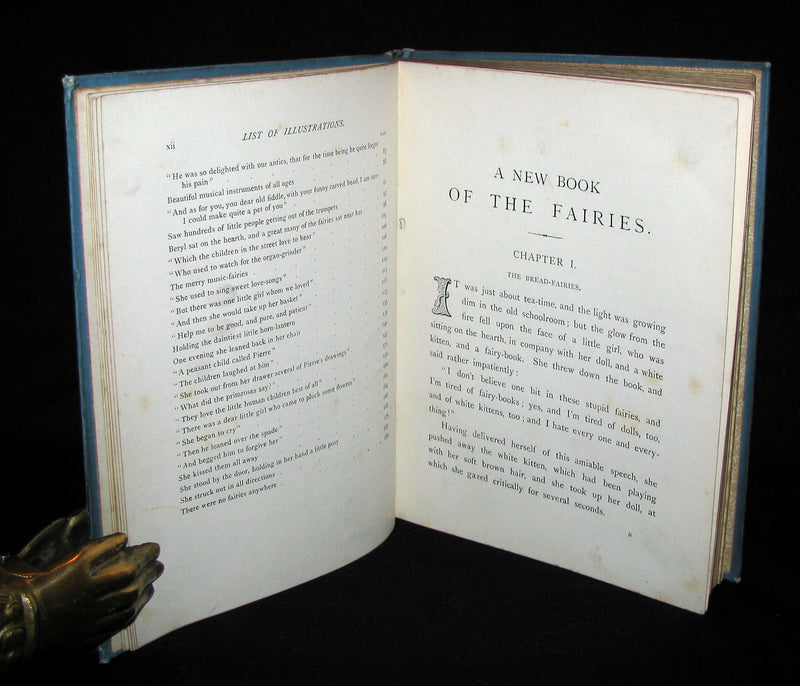 xii
LIST OF ILLUSTRATIONS.
PAGE
"He was so delighted with our antics, that for the time being he quite forgot
his pain"
Beautiful musical instruments of all ages
"And as for you, you dear old fiddle, with your funny carved head, I am sure
I could make quite a pet of you"
Saw hundreds of little people getting out of the trumpets
Beryl sat on the hearth, and a great many of the fairies sat near her
"Which the children in the street love to hear"
"Who used to watch for the organ-grinder"
The merry music-fairies
"She used to sing sweet love-songs"
"But there was one little girl whom we loved"
"And then she would take up her basket"
"Help me to be good, and pure, and patient"
Holding the daintiest little horn-lantern
One evening she leaned back in her chair
"A peasant child called Pierre"
"The children laughed at him"
"She took out from her drawer several of Pierre's drawings"
"What did the primroses say?"
"They love the little human children best of all"
"There was a dear little girl who came to pluck some flowers"
"She began to cry"
"Then he leaned over the spade"
"And begged him to forgive her"
She kissed them all away
She stood by the door, holding in her hand a little posy
She struck out in all directions
There were no fairies anywhere
A NEW BOOK
OF THE FAIRIES.
CHAPTER I.
THE BREAD-FAIRIES.
IT was just about tea-time, and the light was growing
dim in the old schoolroom; but the glow from the
fire fell upon the face of a little girl, who was
sitting on the hearth, in company with her doll, and a white
kitten, and a fairy-book. She threw down the book, and
said rather impatiently:
"I don't believe one bit in these stupid fairies, and
I'm tired of fairy-books; yes, and I'm tired of dolls, too,
and of white kittens, too; and I hate every one and every-
thing!"
Having delivered herself of this amiable speech, she
pushed away the white kitten, which had been playing
with her soft brown hair, and she took up her doll, at
which she gazed critically for several seconds.
B